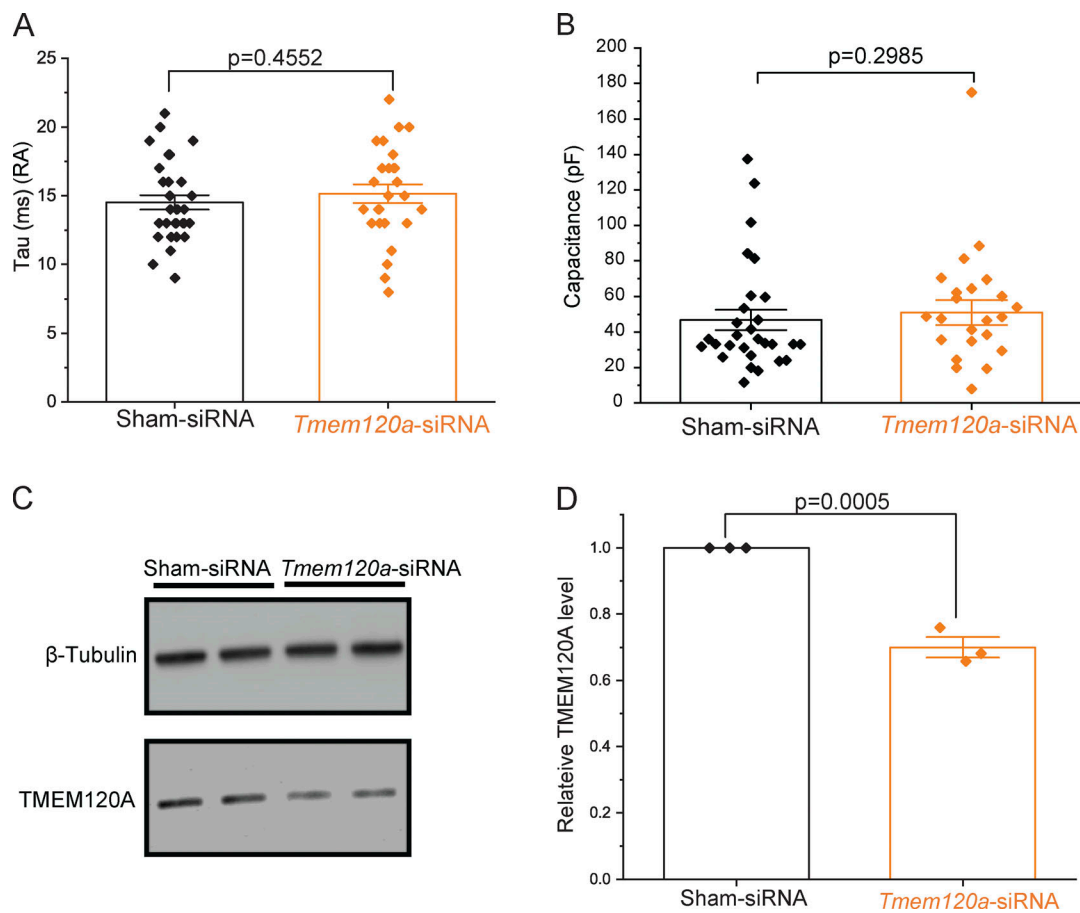 A
p=0.4552
Tau (ms) (RA)
25
20
15
10
5
0
Sham-siRNA
Tmem120a-siRNA
B
p=0.2985
Capacitance (pF)
200
180
160
140
120
100
80
60
40
20
0
Sham-siRNA
Tmem120a-siRNA
C
Sham-siRNA
Tmem120a-siRNA
β-Tubulin
TMEM120A
D
p=0.0005
Relateive TMEM120A level
1.0
0.8
0.6
0.4
0.2
0.0
Sham-siRNA
Tmem120a-siRNA